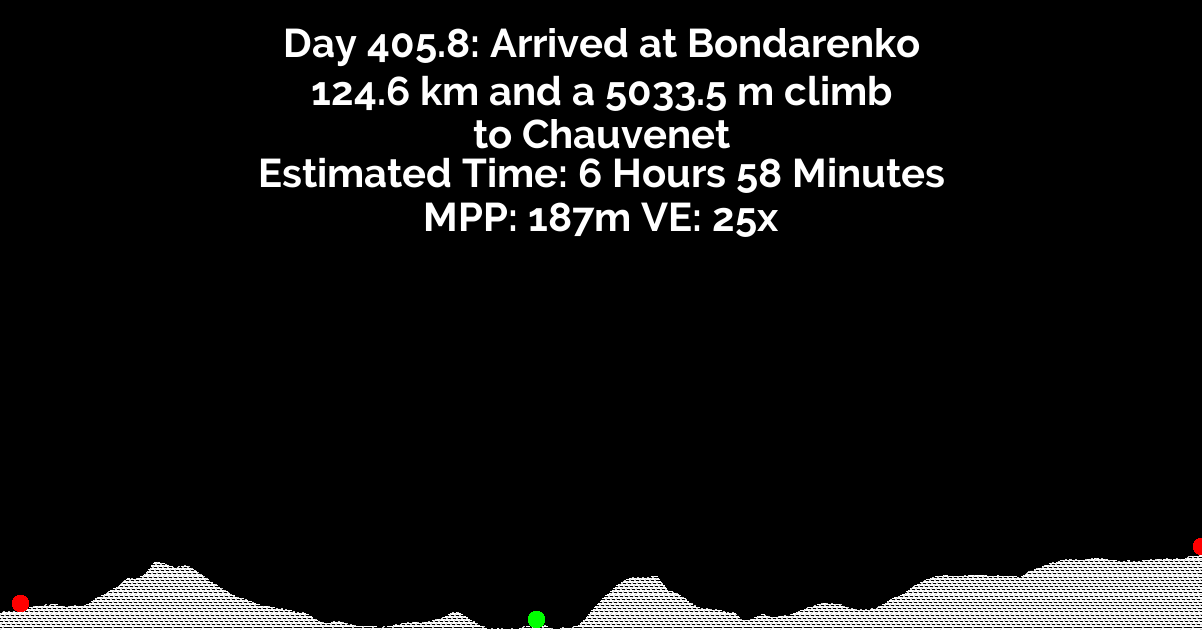 Day 405.8: Arrived at Bondarenko
124.6 km and a 5033.5 m climb
to Chauvenet
Estimated Time: 6 Hours 58 Minutes
MPP: 187m VE: 25x